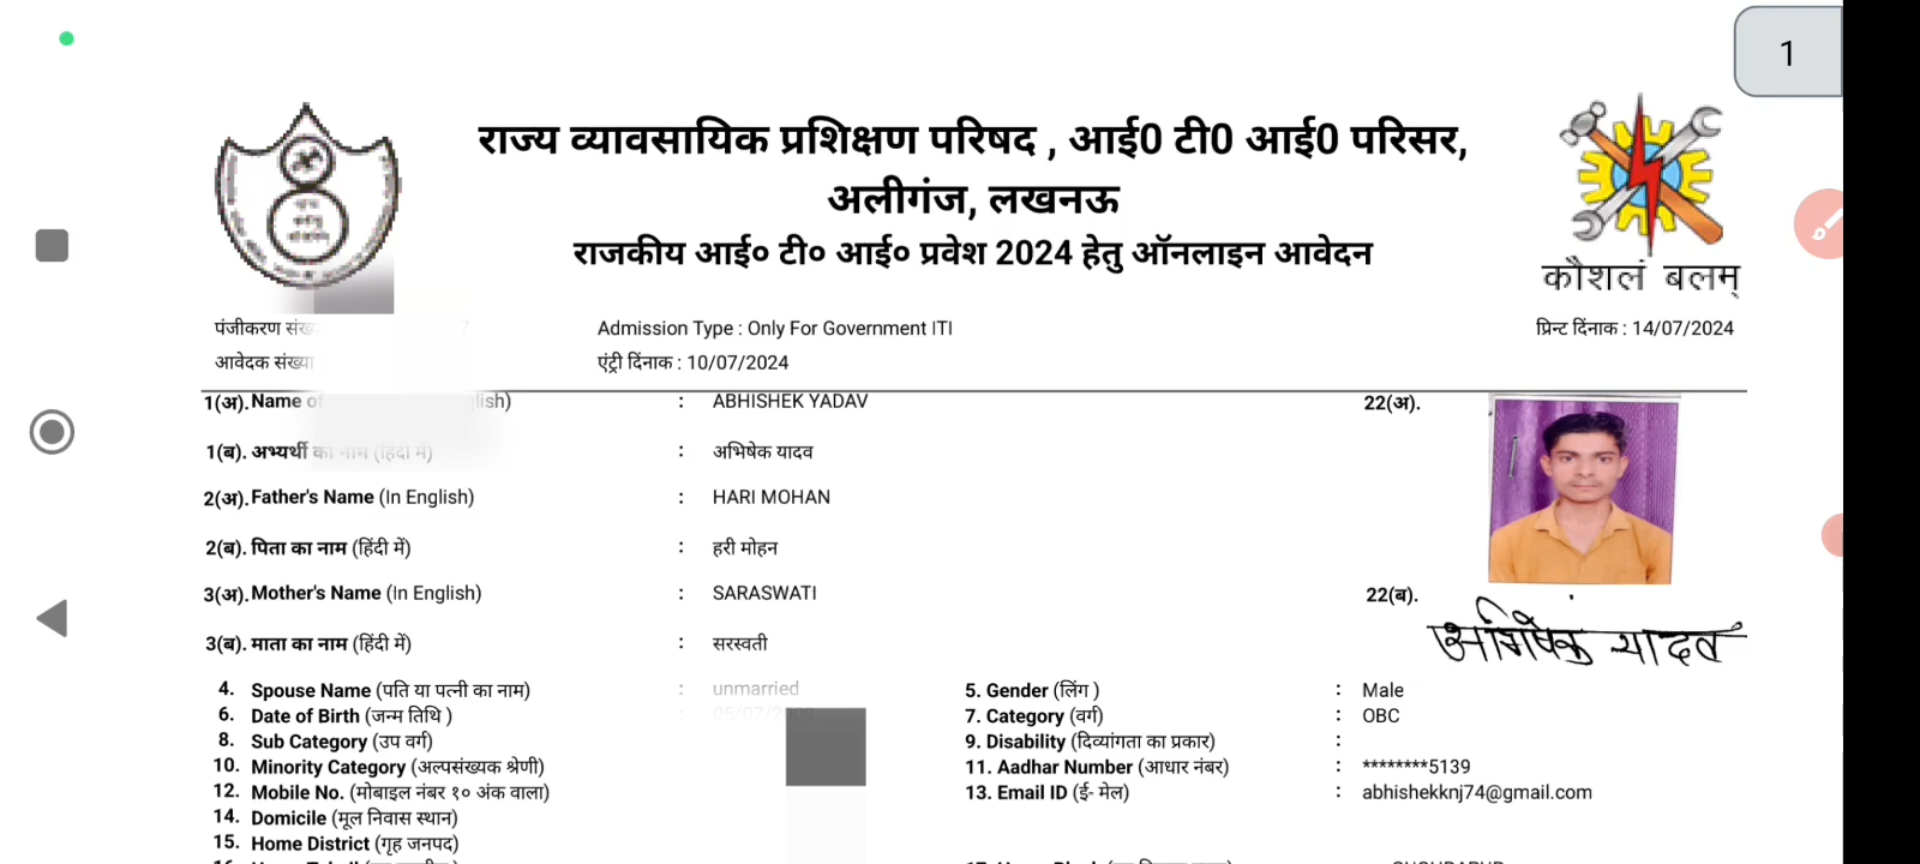 1
राज्य व्यावसायिक प्रशिक्षण परिषद , आई0 टी0 आई0 परिसर,
अलीगंज, लखनऊ
राजकीय आई० टी० आई० प्रवेश 2024 हेतु ऑनलाइन आवेदन
कौशलं बलम्
पंजीकरण संख्या 7 Admission Type : Only For Government ITI प्रिन्ट दिंनाक : 14/07/2024
आवेदक संख्या एंट्री दिंनाक : 10/07/2024
1(अ). Name of lish) : ABHISHEK YADAV 22(अ).
1(ब). अभ्यर्थी का नाम (हिंदी में) : अभिषेक यादव
2(अ). Father's Name (In English) : HARI MOHAN
2(ब). पिता का नाम (हिंदी में) : हरी मोहन
3(अ). Mother's Name (In English) : SARASWATI 22(ब).
अभिषेक यादव
3(ब). माता का नाम (हिंदी में) : सरस्वती
4. Spouse Name (पति या पत्नी का नाम) : unmarried 5. Gender (लिंग ) : Male
6. Date of Birth (जन्म तिथि ) : 7. Category (वर्ग) : OBC
8. Sub Category (उप वर्ग) 9. Disability (दिव्यांगता का प्रकार) :
10. Minority Category (अल्पसंख्यक श्रेणी) 11. Aadhar Number (आधार नंबर) : ********5139
12. Mobile No. (मोबाइल नंबर १० अंक वाला) 13. Email ID (ई- मेल) : abhishekknj74@gmail.com
14. Domicile (मूल निवास स्थान)
15. Home District (गृह जनपद)